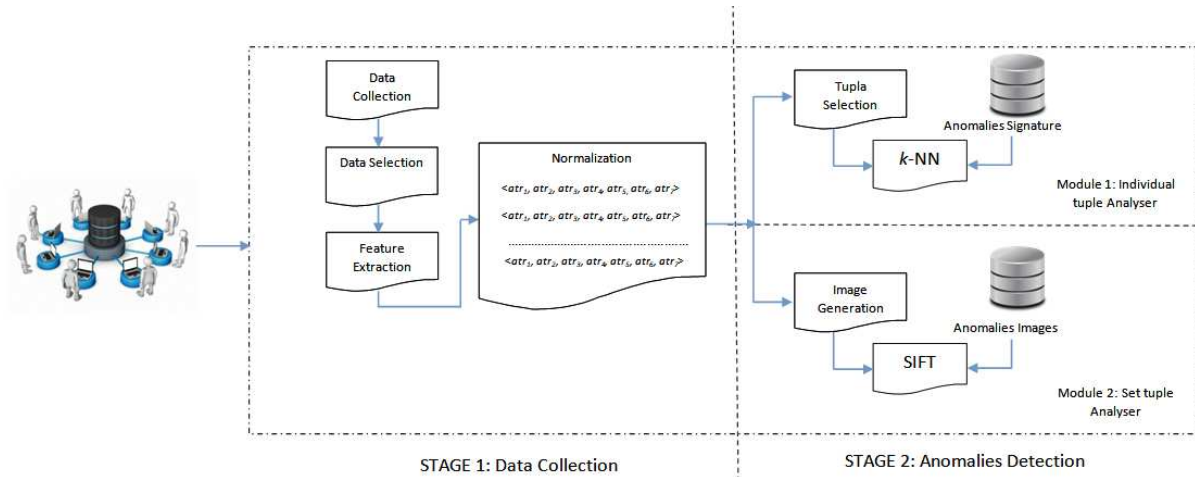 Data
Collection
Data Selection
Feature
Extraction
Normalization
<atr1, atr2, atr3, atr4, atr5, atr6, atr7>
<atr1, atr2, atr3, atr4, atr5, atr6, atr7>
................................................................
<atr1, atr2, atr3, atr4, atr5, atr6, atr7>
STAGE 1: Data Collection
Tupla
Selection
Anomalies Signature
k-NN
Module 1: Individual
tuple Analyser
Image
Generation
Anomalies Images
SIFT
Module 2: Set tuple
Analyser
STAGE 2: Anomalies Detection